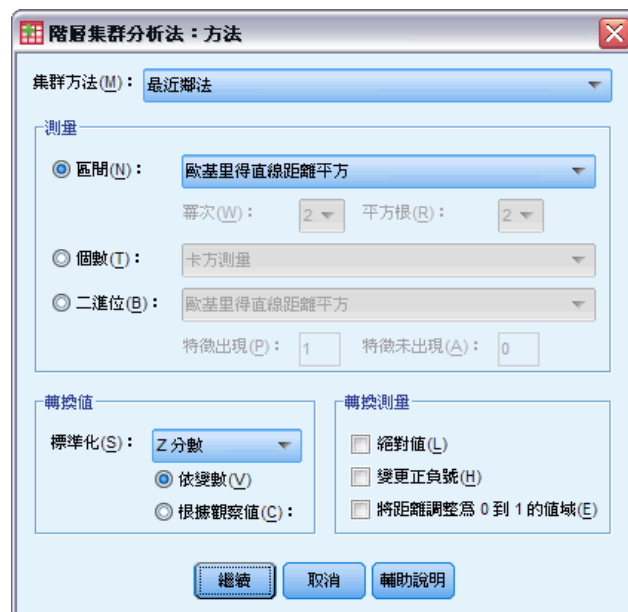 階層集群分析法：方法
集群方法(M)： 最近鄰法
測量
區間(N)： 歐基里得直線距離平方
冪次(W)： 2 平方根(R)： 2
個數(T)： 卡方測量
二進位(B)： 歐基里得直線距離平方
特徵出現(P)： 1 特徵未出現(A)： 0
轉換值
標準化(S)： Z 分數
依變數(V)
根據觀察值(C)：
轉換測量
絕對值(L)
變更正負號(H)
將距離調整為 0 到 1 的值域(E)
繼續 取消 輔助說明